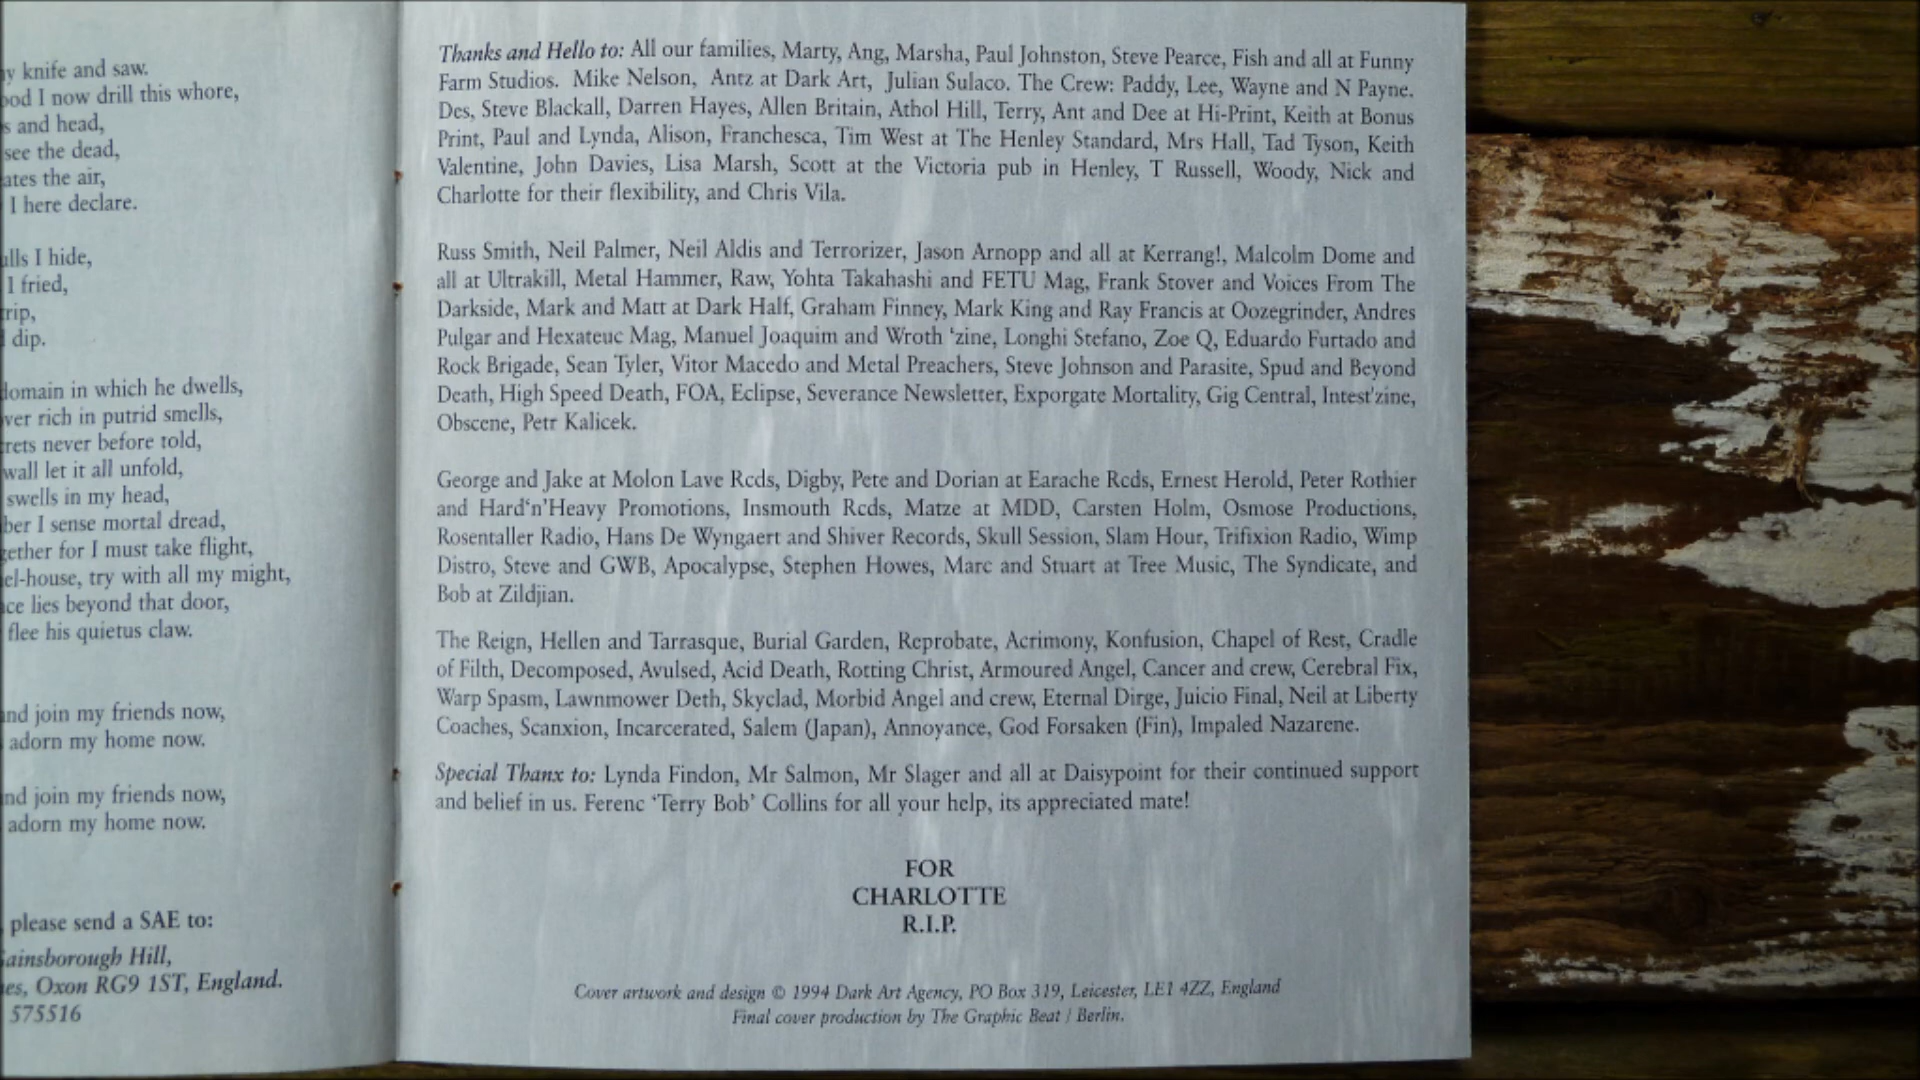 y knife and saw.
ood I now drill this whore,
s and head,
see the dead,
ates the air,
I here declare.
alls I hide,
I fried,
rip,
dip.
domain in which he dwells,
ver rich in putrid smells,
rets never before told,
wall let it all unfold,
swells in my head,
ber I sense mortal dread,
gether for I must take flight,
el-house, try with all my might,
ce lies beyond that door,
flee his quietus claw.
and join my friends now,
adorn my home now.
nd join my friends now,
adorn my home now.
please send a SAE to:
Gainsborough Hill,
es, Oxon RG9 1ST, England.
575516
Thanks and Hello to: All our families, Marty, Ang, Marsha, Paul Johnston, Steve Pearce, Fish and all at Funny
Farm Studios. Mike Nelson, Antz at Dark Art, Julian Sulaco. The Crew: Paddy, Lee, Wayne and N Payne.
Des, Steve Blackall, Darren Hayes, Allen Britain, Athol Hill, Terry, Ant and Dee at Hi-Print, Keith at Bonus
Print, Paul and Lynda, Alison, Franchesca, Tim West at The Henley Standard, Mrs Hall, Tad Tyson, Keith
Valentine, John Davies, Lisa Marsh, Scott at the Victoria pub in Henley, T Russell, Woody, Nick and
Charlotte for their flexibility, and Chris Vila.
Russ Smith, Neil Palmer, Neil Aldis and Terrorizer, Jason Arnopp and all at Kerrang!, Malcolm Dome and
all at Ultrakill, Metal Hammer, Raw, Yohta Takahashi and FETU Mag, Frank Stover and Voices From The
Darkside, Mark and Matt at Dark Half, Graham Finney, Mark King and Ray Francis at Oozegrinder, Andres
Pulgar and Hexateuc Mag, Manuel Joaquim and Wroth ‘zine, Longhi Stefano, Zoe Q, Eduardo Furtado and
Rock Brigade, Sean Tyler, Vitor Macedo and Metal Preachers, Steve Johnson and Parasite, Spud and Beyond
Death, High Speed Death, FOA, Eclipse, Severance Newsletter, Exporgate Mortality, Gig Central, Intest'zine,
Obscene, Petr Kalicek.
George and Jake at Molon Lave Rcds, Digby, Pete and Dorian at Earache Rcds, Ernest Herold, Peter Rothier
and Hard‘n’Heavy Promotions, Insmouth Rcds, Matze at MDD, Carsten Holm, Osmose Productions,
Rosentaller Radio, Hans De Wyngaert and Shiver Records, Skull Session, Slam Hour, Trifixion Radio, Wimp
Distro, Steve and GWB, Apocalypse, Stephen Howes, Marc and Stuart at Tree Music, The Syndicate, and
Bob at Zildjian.
The Reign, Hellen and Tarrasque, Burial Garden, Reprobate, Acrimony, Konfusion, Chapel of Rest, Cradle
of Filth, Decomposed, Avulsed, Acid Death, Rotting Christ, Armoured Angel, Cancer and crew, Cerebral Fix,
Warp Spasm, Lawnmower Deth, Skyclad, Morbid Angel and crew, Eternal Dirge, Juicio Final, Neil at Liberty
Coaches, Scanxion, Incarcerated, Salem (Japan), Annoyance, God Forsaken (Fin), Impaled Nazarene.
Special Thanx to: Lynda Findon, Mr Salmon, Mr Slager and all at Daisypoint for their continued support
and belief in us. Ferenc ‘Terry Bob’ Collins for all your help, its appreciated mate!
FOR
CHARLOTTE
R.I.P.
Cover artwork and design © 1994 Dark Art Agency, PO Box 319, Leicester, LE1 4ZZ, England
Final cover production by The Graphic Beat / Berlin.